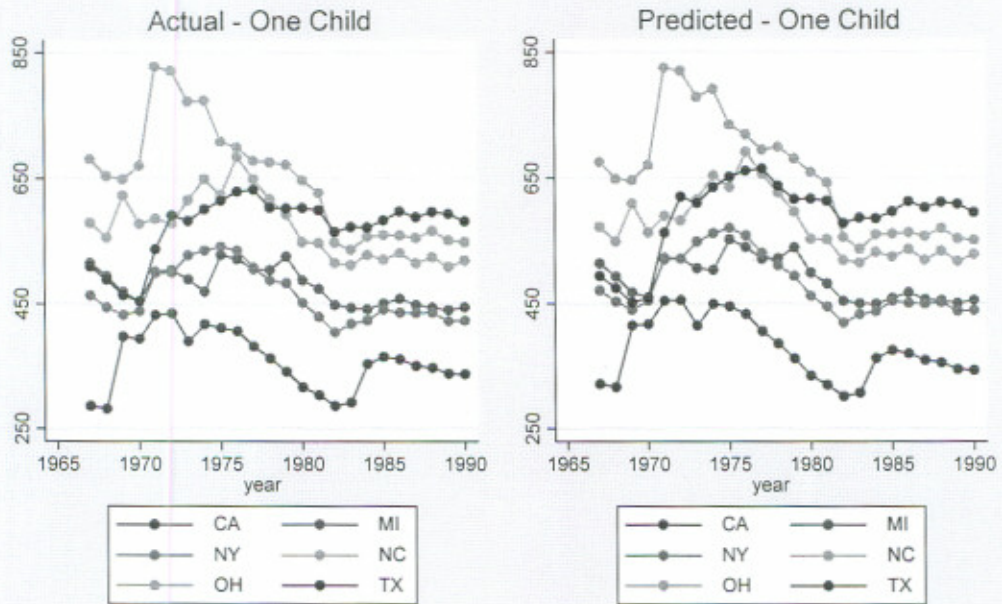 Actual - One Child
850
650
450
250
1965 1970 1975 1980 1985 1990
year
CA MI
NY NC
OH TX
Predicted - One Child
850
650
450
250
1965 1970 1975 1980 1985 1990
year
CA MI
NY NC
OH TX